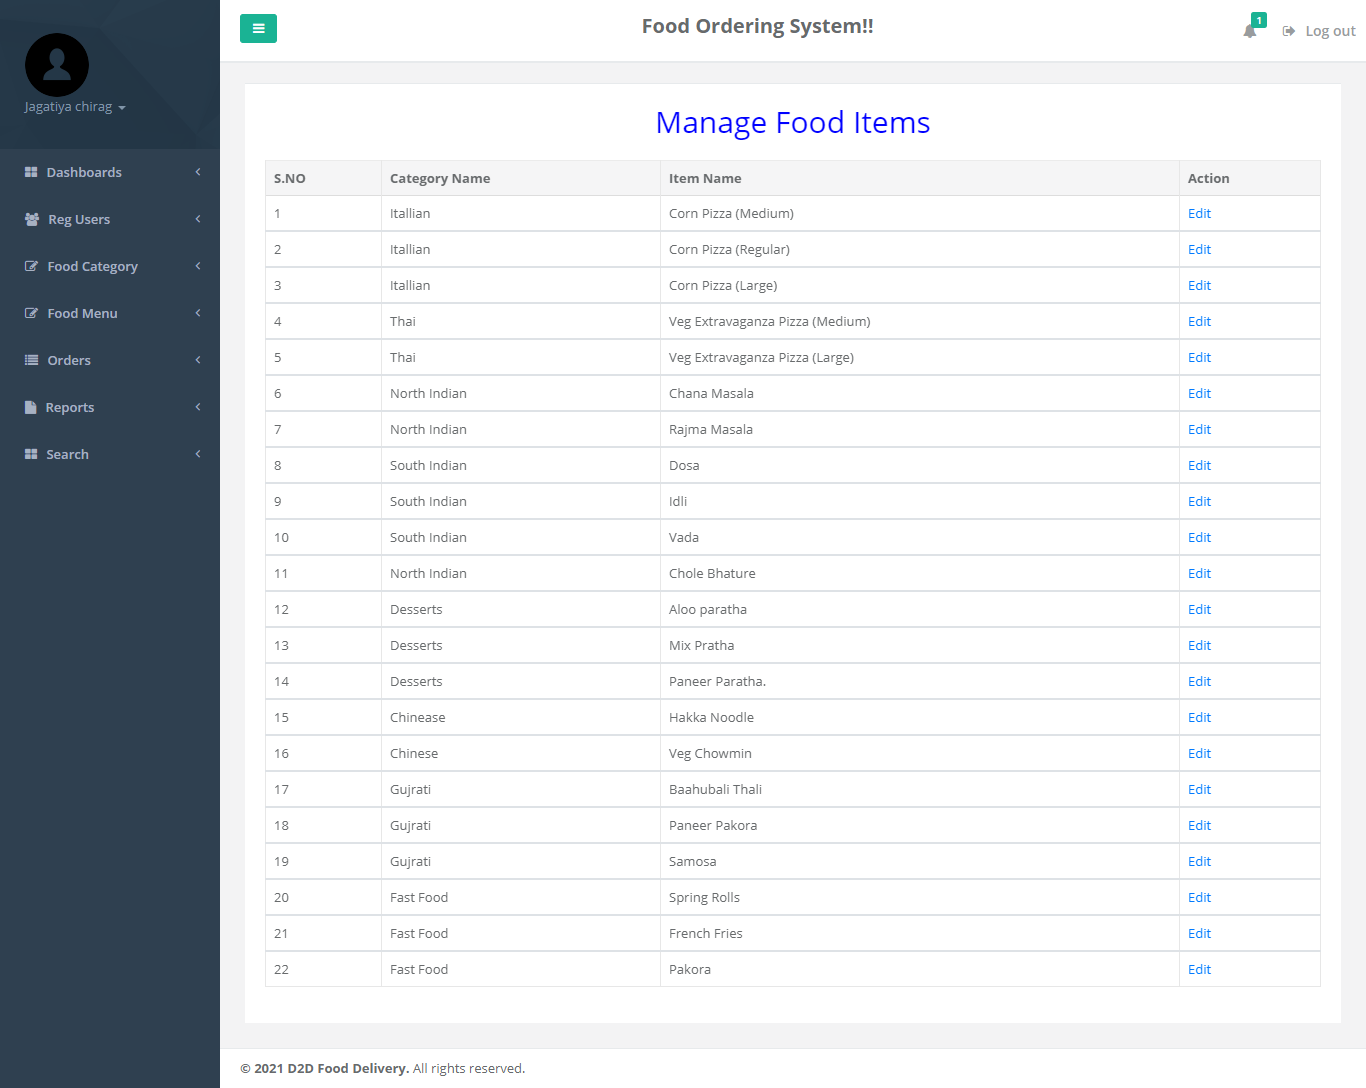 Food Ordering System!!
1
Log out
Jagatiya chirag
Dashboards
Reg Users
Food Category
Food Menu
Orders
Reports
Search
Manage Food Items
S.NO Category Name Item Name Action
1 Itallian Corn Pizza (Medium) Edit
2 Itallian Corn Pizza (Regular) Edit
3 Itallian Corn Pizza (Large) Edit
4 Thai Veg Extravaganza Pizza (Medium) Edit
5 Thai Veg Extravaganza Pizza (Large) Edit
6 North Indian Chana Masala Edit
7 North Indian Rajma Masala Edit
8 South Indian Dosa Edit
9 South Indian Idli Edit
10 South Indian Vada Edit
11 North Indian Chole Bhature Edit
12 Desserts Aloo paratha Edit
13 Desserts Mix Pratha Edit
14 Desserts Paneer Paratha. Edit
15 Chinease Hakka Noodle Edit
16 Chinese Veg Chowmin Edit
17 Gujrati Baahubali Thali Edit
18 Gujrati Paneer Pakora Edit
19 Gujrati Samosa Edit
20 Fast Food Spring Rolls Edit
21 Fast Food French Fries Edit
22 Fast Food Pakora Edit
© 2021 D2D Food Delivery. All rights reserved.